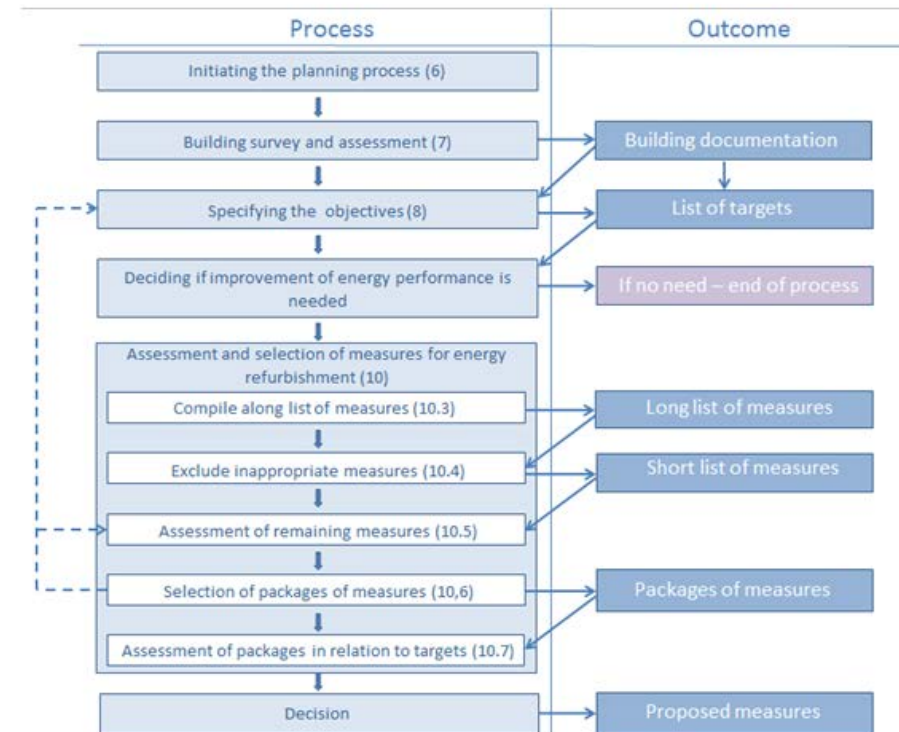 Process
Outcome
Initiating the planning process (6)
Building survey and assessment (7)
Building documentation
Specifying the objectives (8)
List of targets
Deciding if improvement of energy performance is
needed
If no need – end of process
Assessment and selection of measures for energy
refurbishment (10)
Compile along list of measures (10.3)
Long list of measures
Exclude inappropriate measures (10.4)
Short list of measures
Assessment of remaining measures (10.5)
Selection of packages of measures (10,6)
Packages of measures
Assessment of packages in relation to targets (10.7)
Decision
Proposed measures